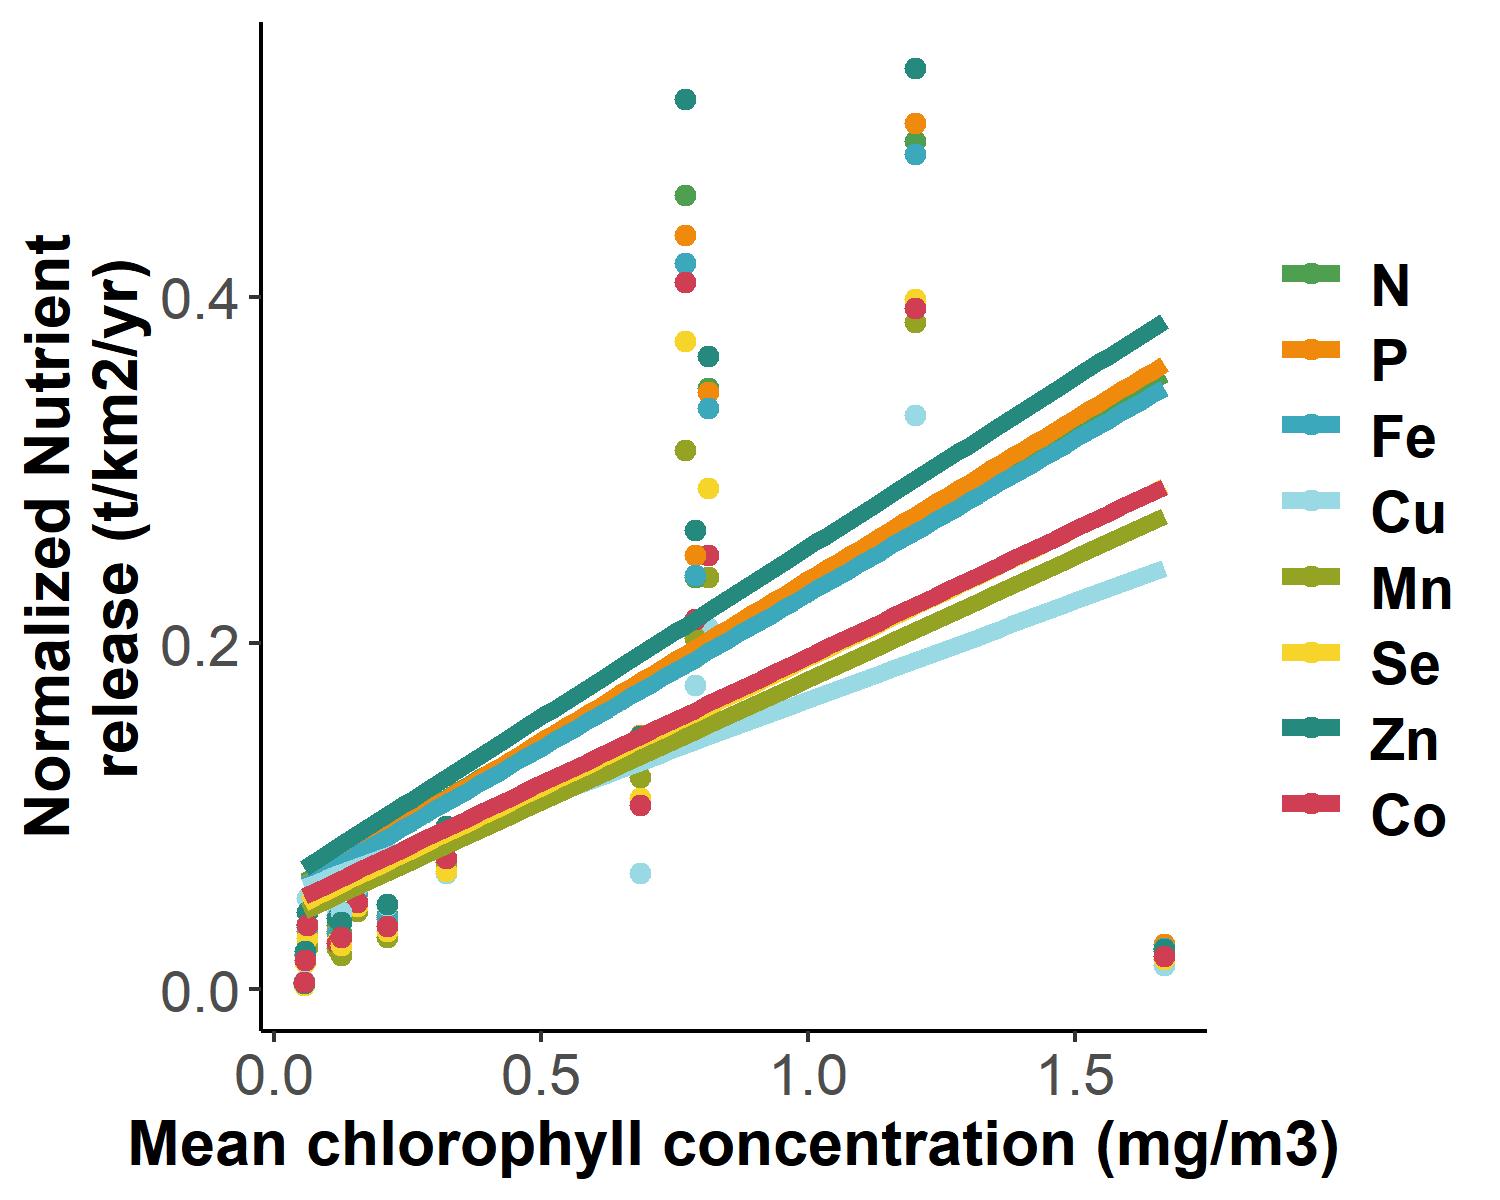 Normalized Nutrient
release (t/km2/yr)
0.4
0.2
0.0
0.0 0.5 1.0 1.5
Mean chlorophyll concentration (mg/m3)
N
P
Fe
Cu
Mn
Se
Zn
Co